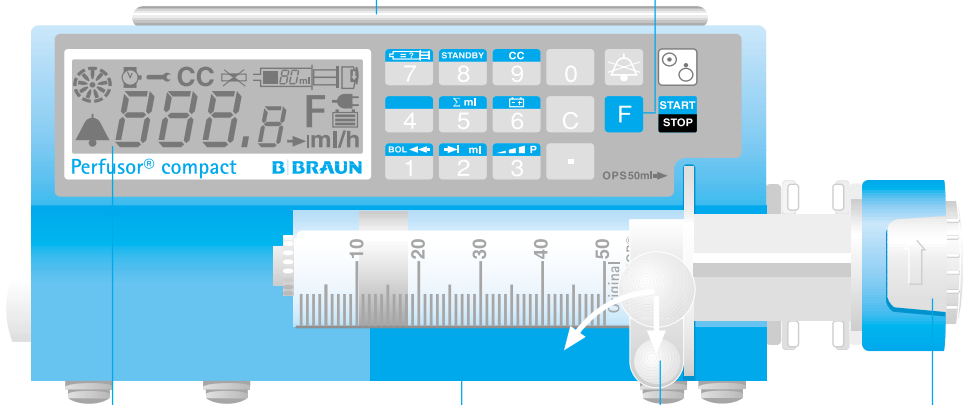 CC
80ml
888.8 F
ml/h
Perfusor® compact B|BRAUN
=?
7
STANDBY
8
CC
9
0
4
Σ ml
5
6
C
F
START
STOP
BOL
1
ml
2
P
3
.
OPS50ml
10 20 30 40 50
Original